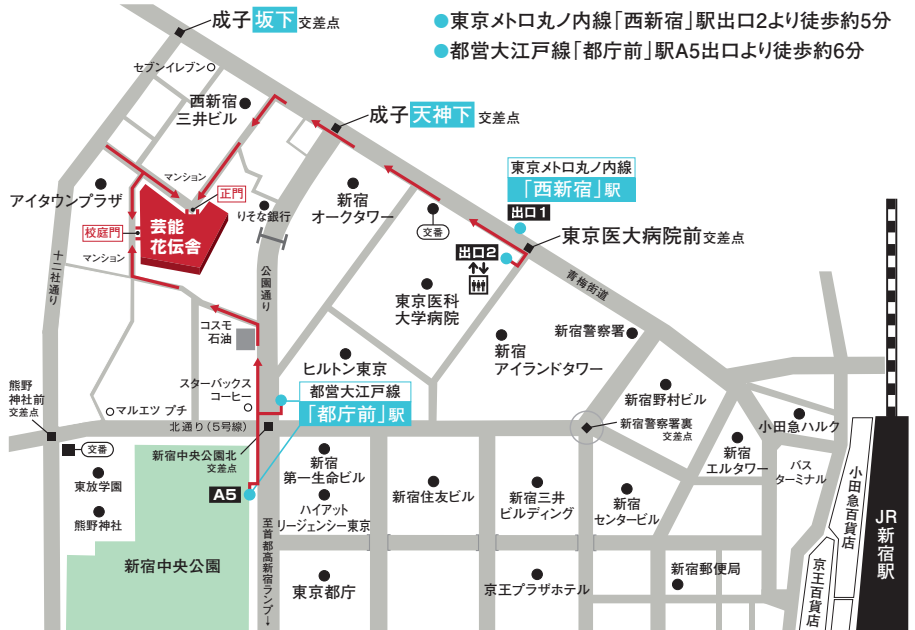 ●東京メトロ丸ノ内線「西新宿」駅出口2より徒歩約5分
●都営大江戸線「都庁前」駅A5出口より徒歩約6分
成子坂下交差点
セブンイレブン
西新宿
三井ビル
成子天神下交差点
東京メトロ丸ノ内線
「西新宿」駅
出口1
マンション
正門
アイタウンプラザ
りそな銀行
新宿
オークタワー
交番
芸能
花伝舎
校庭門
マンション
出口2
東京医大病院前交差点
青梅街道
十二社通り
公園通り
東京医科
大学病院
コスモ
石油
新宿
アイランドタワー
新宿警察署
ヒルトン東京
スターバックス
コーヒー
都営大江戸線
「都庁前」駅
新宿野村ビル
熊野
神社前
交差点
マルエツ プチ
北通り(5号線)
新宿警察署裏
交差点
小田急ハルク
交番
新宿中央公園北
交差点
新宿
第一生命ビル
新宿
エルタワー
バス
ターミナル
東放学園
A5
新宿住友ビル
新宿三井
ビルディング
新宿
センタービル
小田急百貨店
熊野神社
ハイアット
リージェンシー東京
JR新宿駅
新宿中央公園
至首都高新宿ランプ→
東京都庁
京王プラザホテル
新宿郵便局
京王百貨店